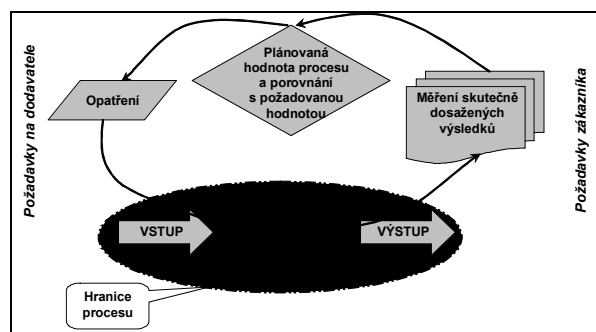 Požadavky na dodavatele
Opatření
Plánovaná
hodnota procesu
a porovnání
s požadovanou
hodnotou
Měření skutečně
dosažených
výsledků
Požadavky zákazníka
VSTUP
VÝSTUP
Hranice
procesu